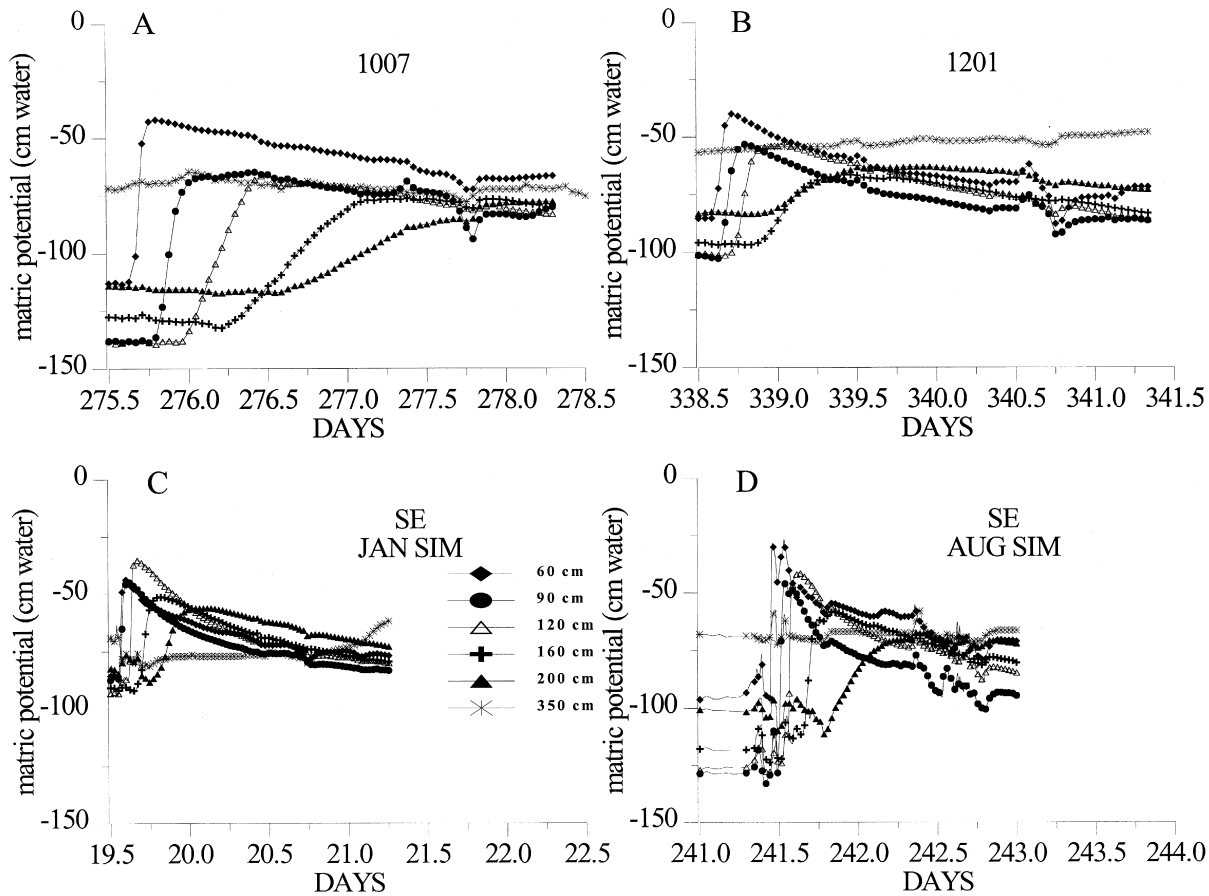 A
1007
matric potential (cm water)
0
-50
-100
-150
275.5 276.0 276.5 277.0 277.5 278.0 278.5
DAYS
B
1201
matric potential (cm water)
0
-50
-100
-150
338.5 339.0 339.5 340.0 340.5 341.0 341.5
DAYS
C
SE
JAN SIM
matric potential (cm water)
0
-50
-100
-150
19.5 20.0 20.5 21.0 21.5 22.0 22.5
DAYS
60 cm
90 cm
120 cm
160 cm
200 cm
350 cm
D
SE
AUG SIM
matric potential (cm water)
0
-50
-100
-150
241.0 241.5 242.0 242.5 243.0 243.5 244.0
DAYS